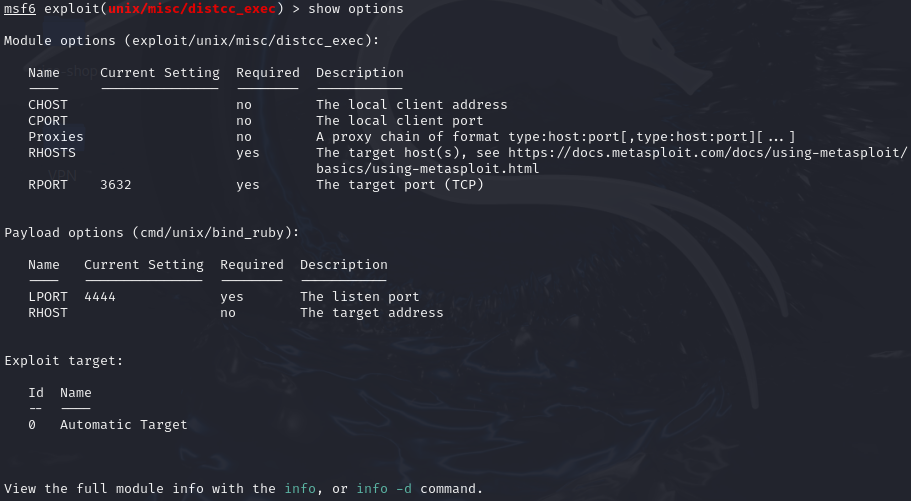 msf6 exploit(unix/misc/distcc_exec) > show options

Module options (exploit/unix/misc/distcc_exec):

   Name     Current Setting  Required  Description
   ----     ---------------  --------  -----------
   CHOST                     no        The local client address
   CPORT                     no        The local client port
   Proxies                   no        A proxy chain of format type:host:port[,type:host:port][...]
   RHOSTS                    yes       The target host(s), see https://docs.metasploit.com/docs/using-metasploit/
                                       basics/using-metasploit.html
   RPORT    3632             yes       The target port (TCP)


Payload options (cmd/unix/bind_ruby):

   Name   Current Setting  Required  Description
   ----   ---------------  --------  -----------
   LPORT  4444             yes       The listen port
   RHOST                   no        The target address


Exploit target:

   Id  Name
   --  ----
   0   Automatic Target



View the full module info with the info, or info -d command.